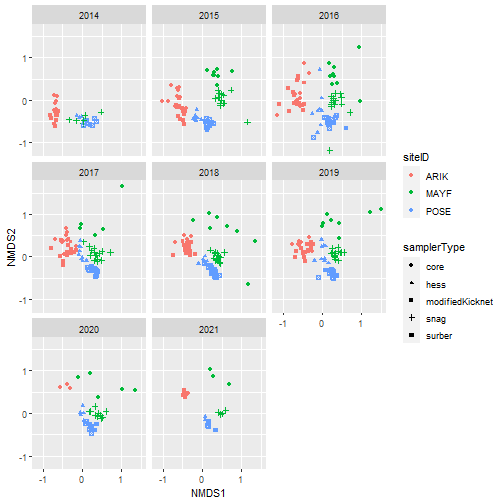 2014 2015 2016
1
0
-1
2017 2018 2019
1
0
-1
-1 0 1
2020 2021
1
0
-1
-1 0 1 -1 0 1
NMDS1
NMDS2
siteID
ARIK
MAYF
POSE
samplerType
core
hess
modifiedKicknet
snag
surber